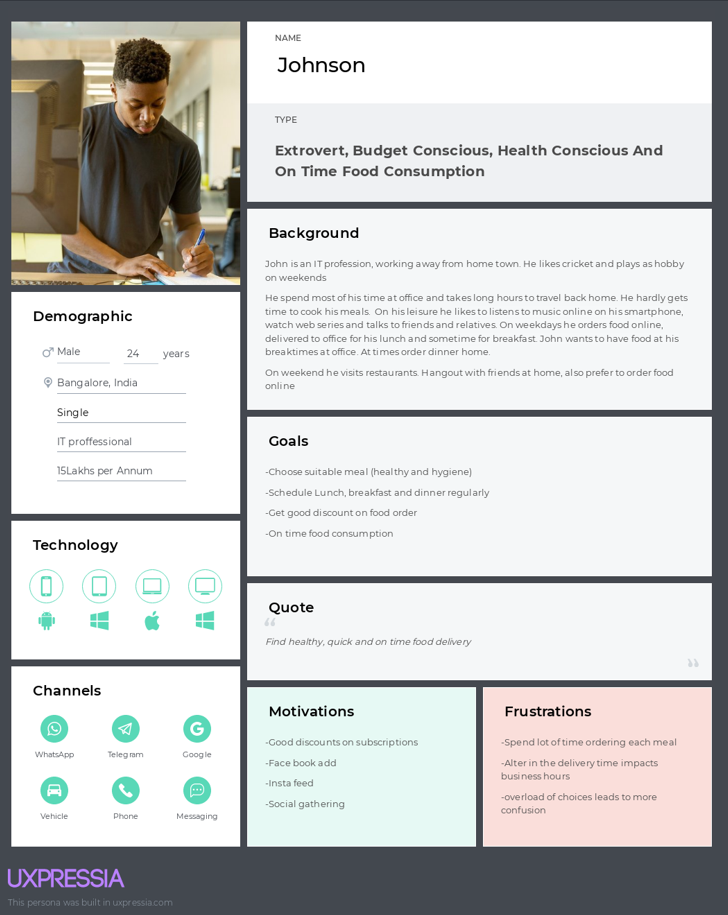 NAME
Johnson
TYPE
Extrovert, Budget Conscious, Health Conscious And
On Time Food Consumption
Demographic
Male
24 years
Bangalore, India
Single
IT proffessional
15Lakhs per Annum
Technology
Channels
WhatsApp
Telegram
Google
Vehicle
Phone
Messaging
Background
John is an IT profession, working away from home town. He likes cricket and plays as hobby
on weekends
He spend most of his time at office and takes long hours to travel back home. He hardly gets
time to cook his meals. On his leisure he likes to listens to music online on his smartphone,
watch web series and talks to friends and relatives. On weekdays he orders food online,
delivered to office for his lunch and sometime for breakfast. John wants to have food at his
breaktimes at office. At times order dinner home.
On weekend he visits restaurants. Hangout with friends at home, also prefer to order food
online
Goals
-Choose suitable meal (healthy and hygiene)
-Schedule Lunch, breakfast and dinner regularly
-Get good discount on food order
-On time food consumption
Quote
“
Find healthy, quick and on time food delivery
”
Motivations
-Good discounts on subscriptions
-Face book add
-Insta feed
-Social gathering
Frustrations
-Spend lot of time ordering each meal
-Alter in the delivery time impacts
business hours
-overload of choices leads to more
confusion
UXPRESSIA
This persona was built in uxpressia.com